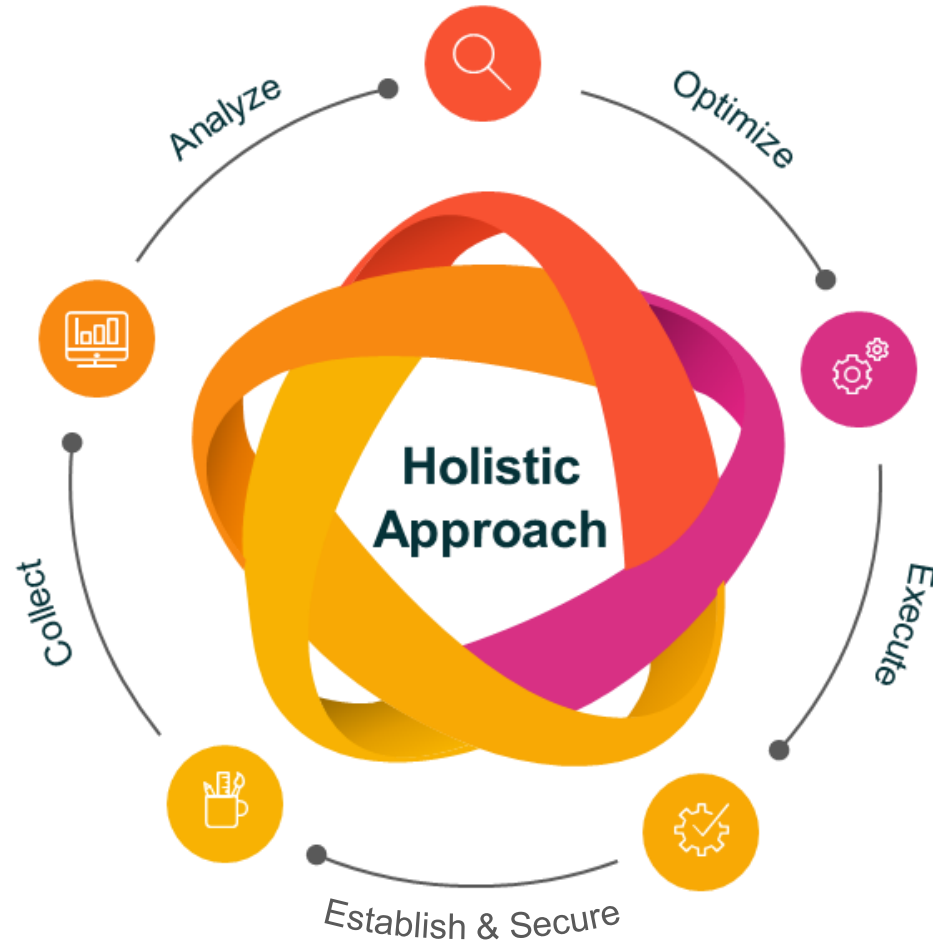 Analyze
Optimize
Holistic
Approach
Collect
Execute
Establish & Secure